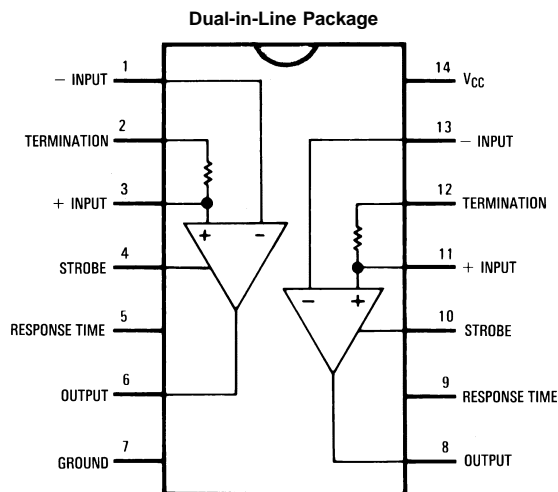 Dual-in-Line Package
− INPUT 1
TERMINATION 2
+ INPUT 3
STROBE 4
RESPONSE TIME 5
OUTPUT 6
GROUND 7
14 VCC
13 − INPUT
12 TERMINATION
11 + INPUT
10 STROBE
9 RESPONSE TIME
8 OUTPUT
+ −
− +